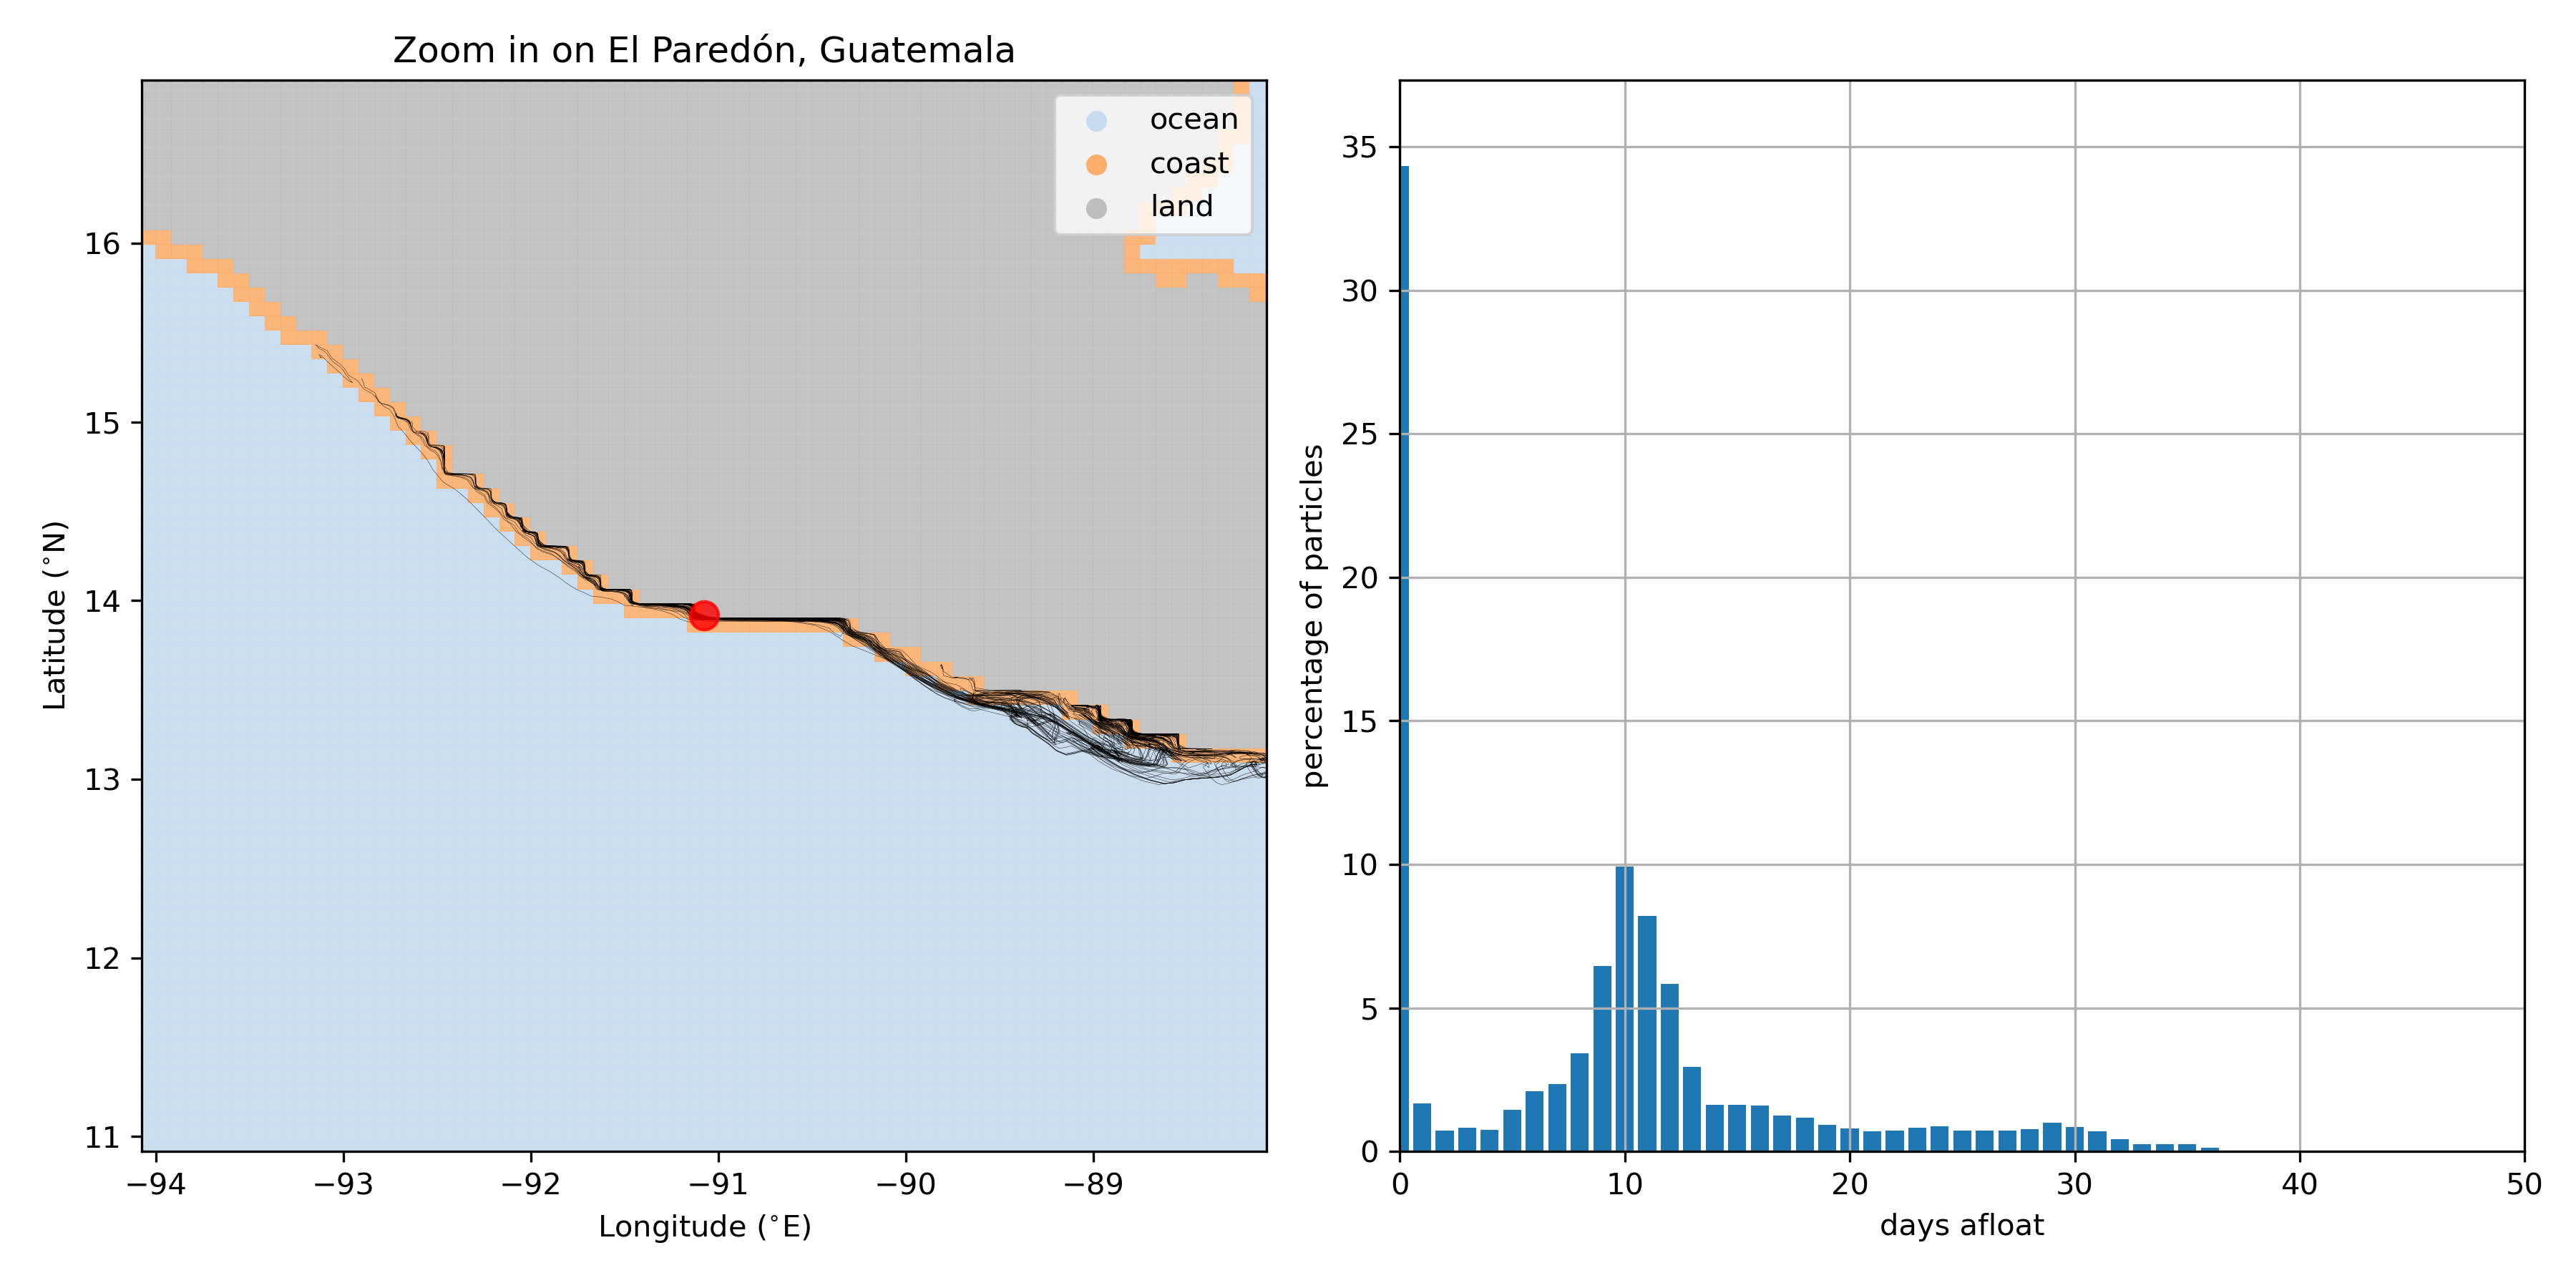 Zoom in on El Paredón, Guatemala
ocean
coast
land
16
15
14
13
12
11
Latitude (°N)
−94 −93 −92 −91 −90 −89
Longitude (°E)
35
30
25
20
15
10
5
0
percentage of particles
0 10 20 30 40 50
days afloat